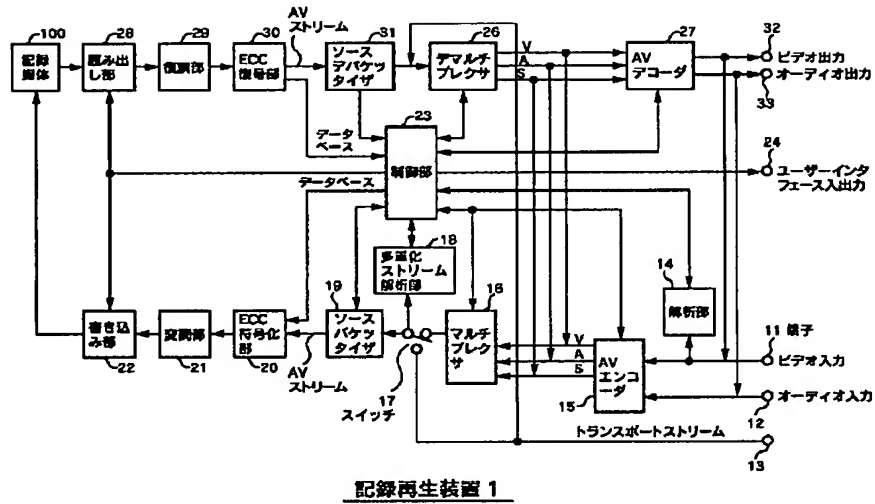 AV
ストリーム
100
28
29
30
31
26
27
32
記録
媒体
読み出
し部
復調部
ECC
復号部
ソース
デパケッ
タイザ
デマルチ
プレクサ
V
A
S
AV
デコーダ
ビデオ出力
オーディオ出力
33
データ
ベース
23
制御部
24
ユーザーインタ
フェース入出力
データベース
18
多重化
ストリーム
解析部
14
解析部
19
16
書き込
み部
変調部
ECC
符号化
部
ソース
パケッ
タイザ
マルチ
プレク
サ
V
A
S
AV
エンコ
ーダ
11 端子
ビデオ入力
22
21
20
AV
ストリーム
17
スイッチ
15
オーディオ入力
12
トランスポートストリーム
13
記録再生装置 1